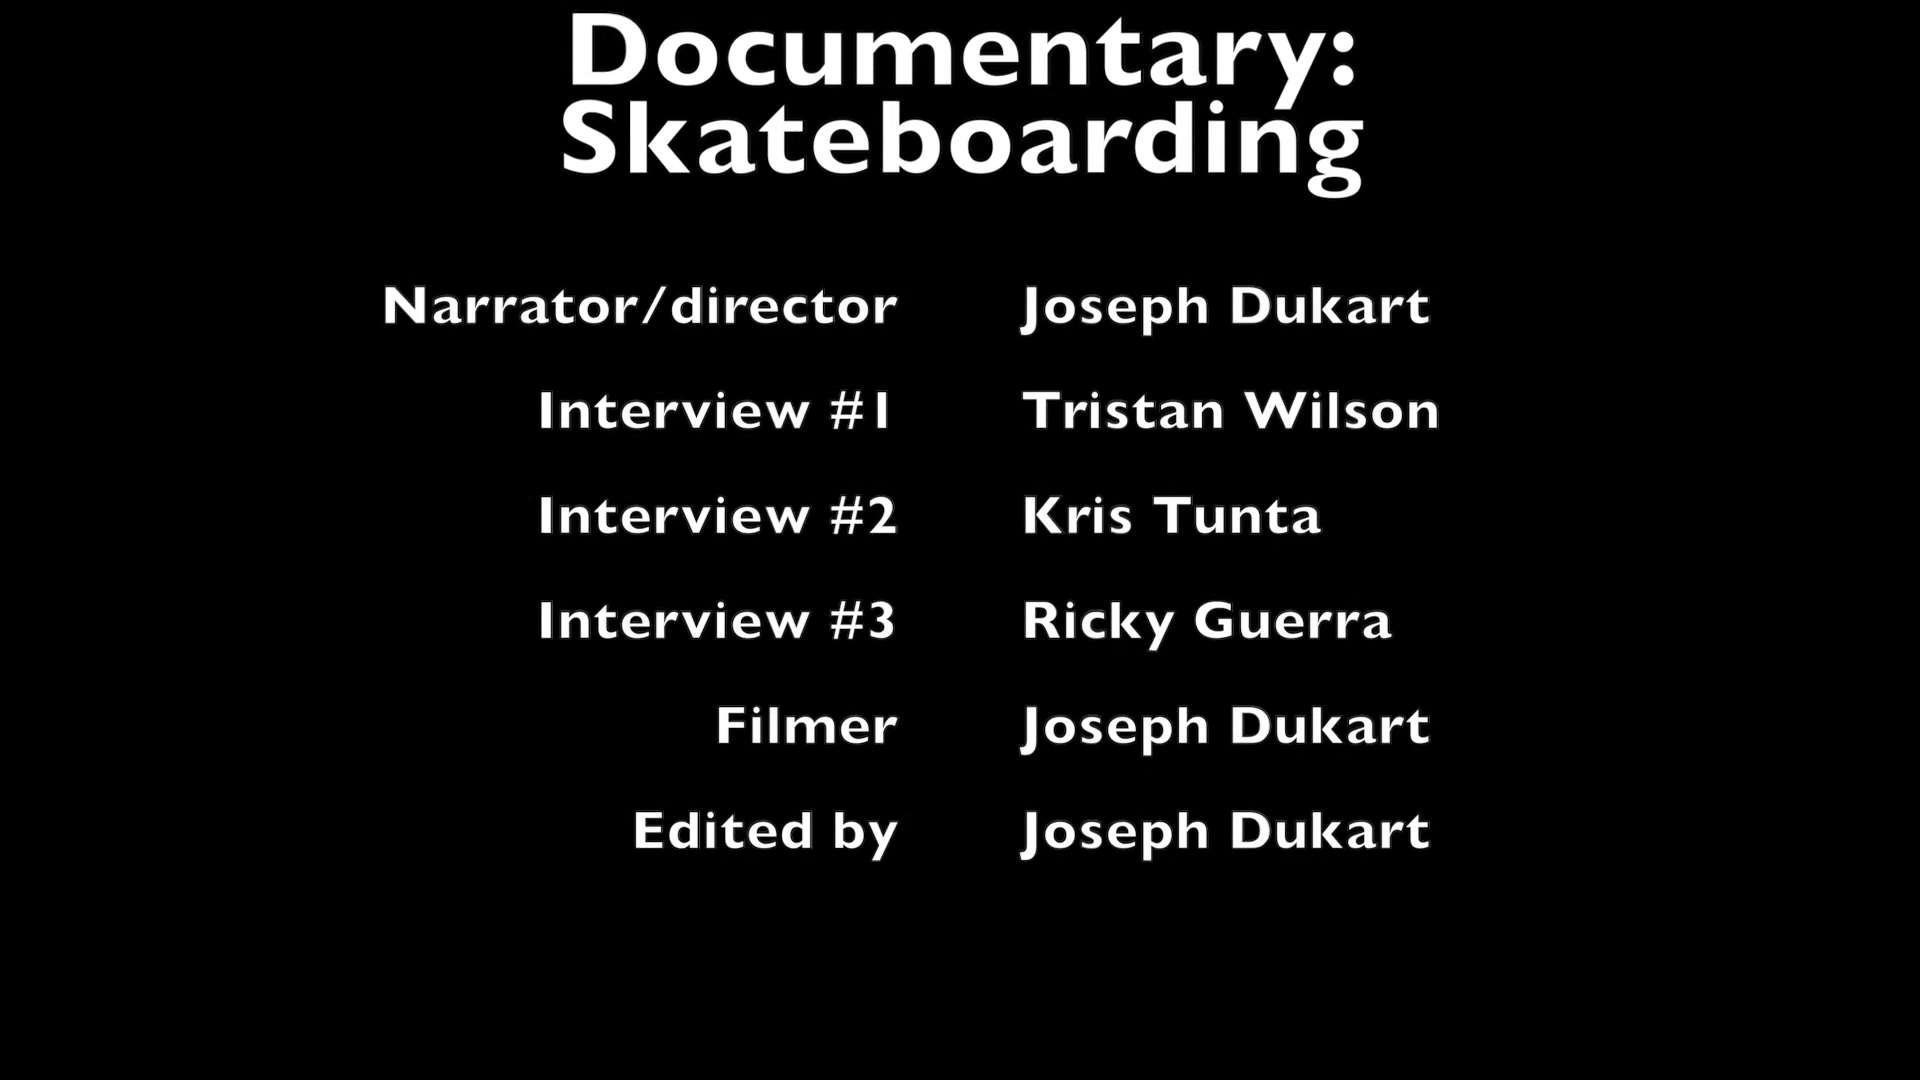 Documentary:
Skateboarding
Narrator/director Joseph Dukart
Interview #1 Tristan Wilson
Interview #2 Kris Tunta
Interview #3 Ricky Guerra
Filmer Joseph Dukart
Edited by Joseph Dukart